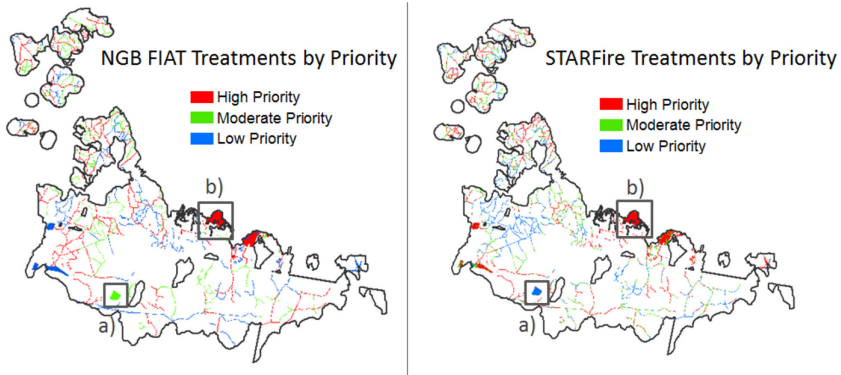 NGB FIAT Treatments by Priority
High Priority
Moderate Priority
Low Priority
b)
a)
STARFire Treatments by Priority
High Priority
Moderate Priority
Low Priority
b)
a)